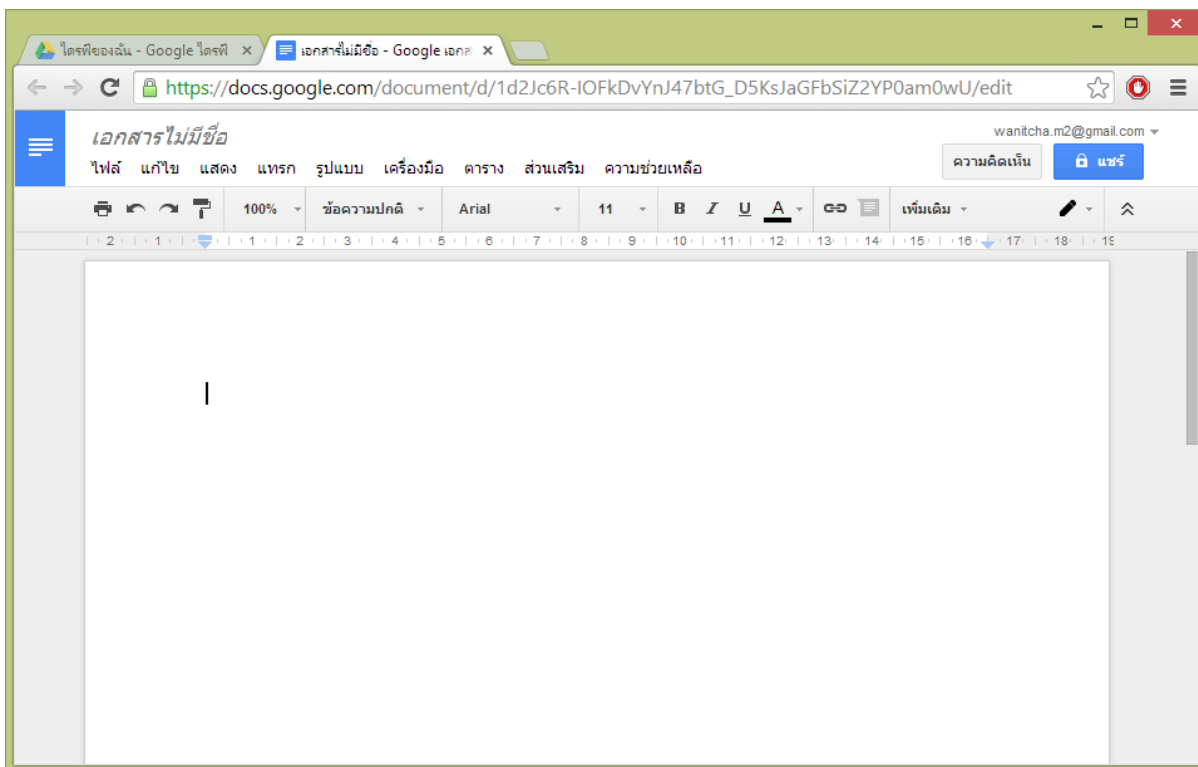 ไดรฟ์ของฉัน - Google ไดรฟ์
เอกสารไม่มีชื่อ - Google เอกส
https://docs.google.com/document/d/1d2Jc6R-IOFkDvYnJ47btG_D5KsJaGFbSiZ2YP0am0wU/edit
เอกสารไม่มีชื่อ
wanitcha.m2@gmail.com
ไฟล์ แก้ไข แสดง แทรก รูปแบบ เครื่องมือ ตาราง ส่วนเสริม ความช่วยเหลือ
ความคิดเห็น แชร์
100% ข้อความปกติ Arial 11 B I U A เพิ่มเติม
2 1 1 2 3 4 5 6 7 8 9 10 11 12 13 14 15 16 17 18 19